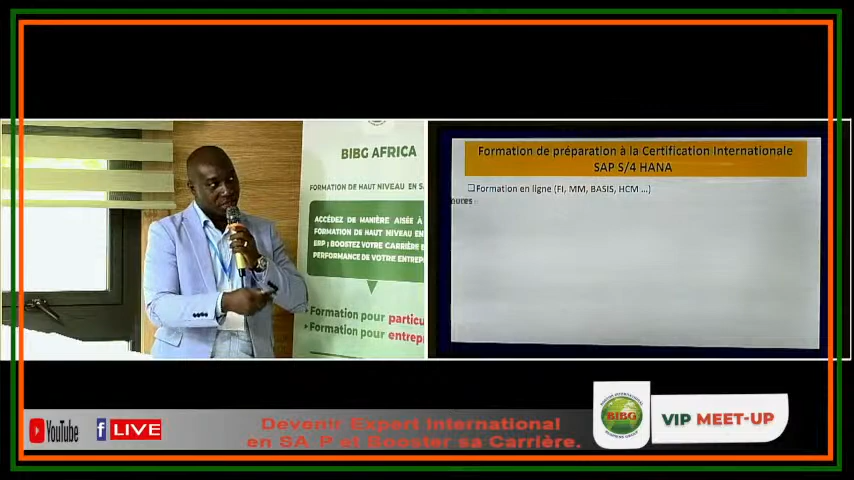 BIBG AFRICA
FORMATION DE HAUT NIVEAU EN SA
ACCÉDEZ DE MANIÈRE AISÉE À
FORMATION DE HAUT NIVEAU EN
ERP : BOOSTEZ VOTRE CARRIÈRE
PERFORMANCE DE VOTRE ENTREP
Formation pour particu
Formation pour entrep
Formation de préparation à la Certification Internationale
SAP S/4 HANA
Formation en ligne (FI, MM, BASIS, HCM ...)
YouTube
f LIVE
Devenir Expert International
en SA P et Booster sa Carrière.
BIBG
VIP MEET-UP